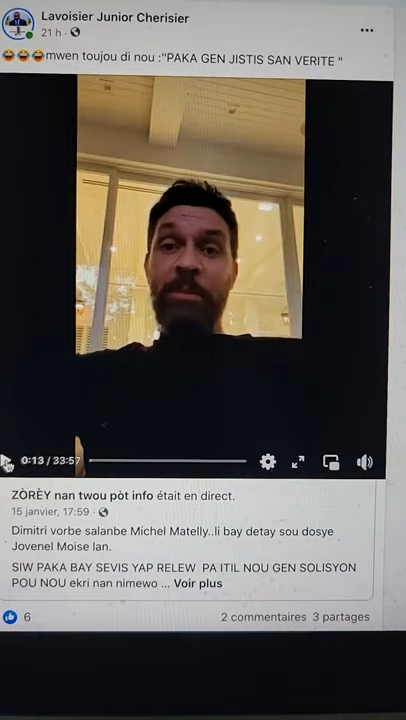 Lavoisier Junior Cherisier
21 h ·
mwen toujou di nou :"PAKA GEN JISTIS SAN VERITE "
0:13 / 33:57
ZÒRÈY nan twou pòt info était en direct.
15 janvier, 17:59 ·
Dimitri vorbe salanbe Michel Matelly..li bay detay sou dosye
Jovenel Moise lan.
SIW PAKA BAY SEVIS YAP RELEW PA ITIL NOU GEN SOLISYON
POU NOU ekri nan nimewo ... Voir plus
6
2 commentaires 3 partages